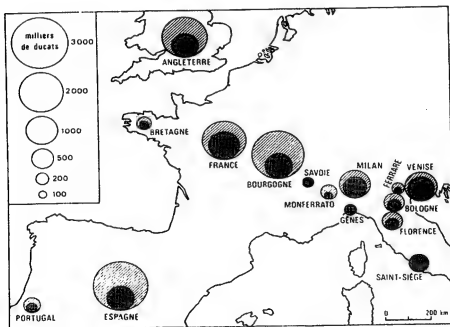 milliers
de ducats
3000
2000
1000
500
200
100
ANGLETERRE
BRETAGNE
FRANCE
BOURGOGNE
SAVOIE
MILAN
FERRARE
VENISE
MONFERRATO
BOLOGNE
GÊNES
FLORENCE
SAINT-SIÈGE
PORTUGAL
ESPAGNE
0 200 km